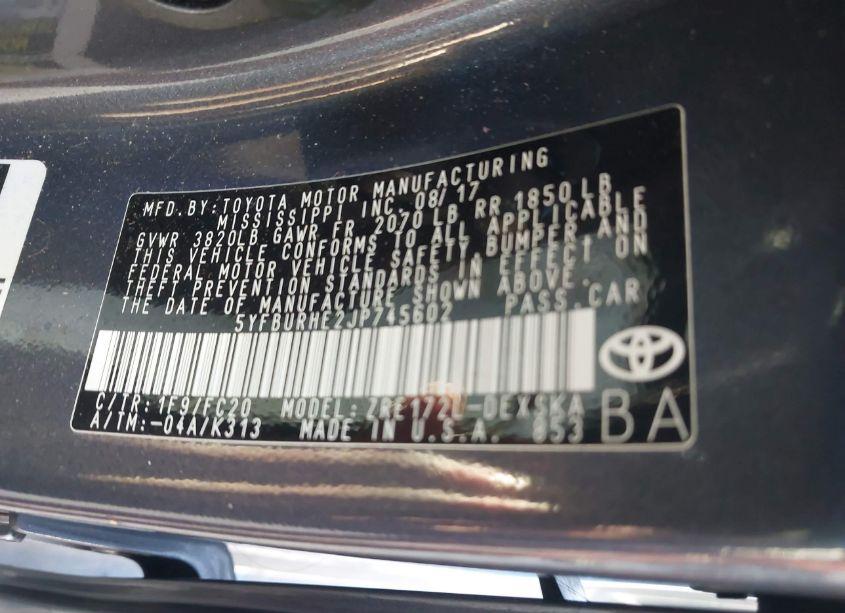 MFD.BY:TOYOTA MOTOR MANUFACTURING
MISSISSIPPI INC. 08/17
GVWR 3820LB GAWR FR 2070 LB RR 1850 LB
THIS VEHICLE CONFORMS TO ALL APPLICABLE
FEDERAL MOTOR VEHICLE SAFETY,BUMPER AND
THEFT PREVENTION STANDARDS IN EFFECT ON
THE DATE OF MANUFACTURE SHOWN ABOVE.
5YFBURHE2JP745602 PASS.CAR
C/TR:1F9/FC20 MODEL:ZRE172L-DEXSKA
A/TM:-04A/K313 MADE IN U.S.A. 853
BA